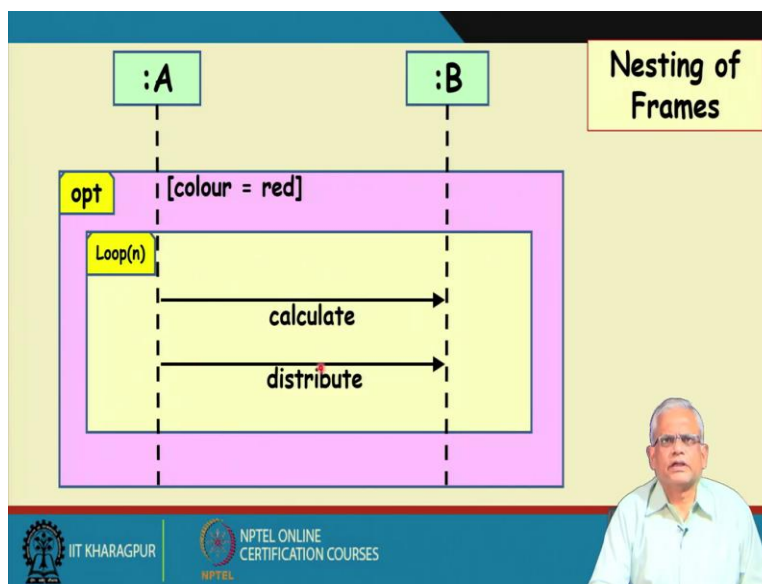 :A
:B
Nesting of
Frames
opt
[colour = red]
Loop(n)
calculate
distribute
IIT KHARAGPUR
NPTEL
NPTEL ONLINE
CERTIFICATION COURSES